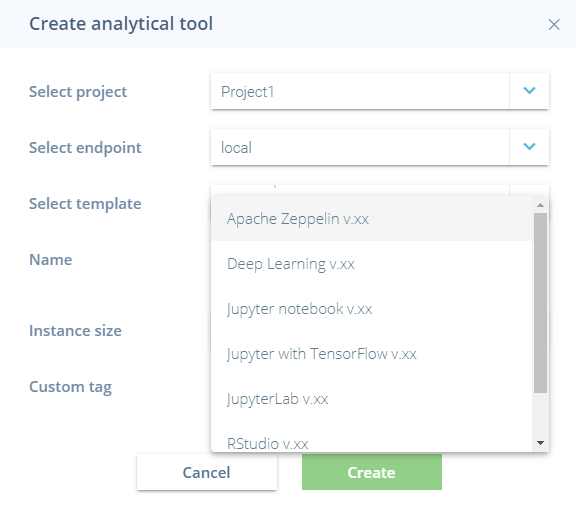 Create analytical tool
Select project
Project1
Select endpoint
local
Select template
Apache Zeppelin v.xx
Name
Deep Learning v.xx
Jupyter notebook v.xx
Instance size
Jupyter with TensorFlow v.xx
Custom tag
JupyterLab v.xx
RStudio v.xx
Cancel
Create